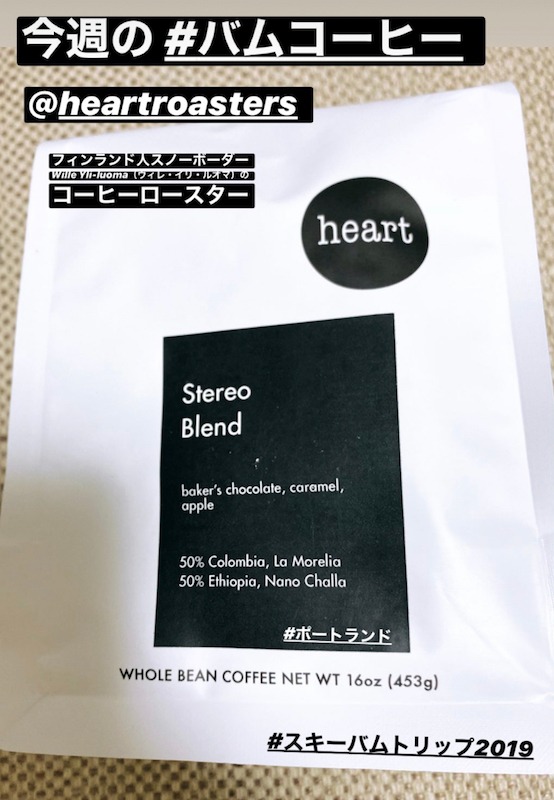 今週の #バムコーヒー
@heartroasters
フィンランド人スノーボーダー
Wille Yli-luoma（ウィレ・イリ・ルオマ）の
コーヒーロースター
heart
Stereo
Blend
baker's chocolate, caramel,
apple
50% Colombia, La Morelia
50% Ethiopia, Nano Challa
#ポートランド
WHOLE BEAN COFFEE NET WT 16oz (453g)
#スキーバムトリップ2019